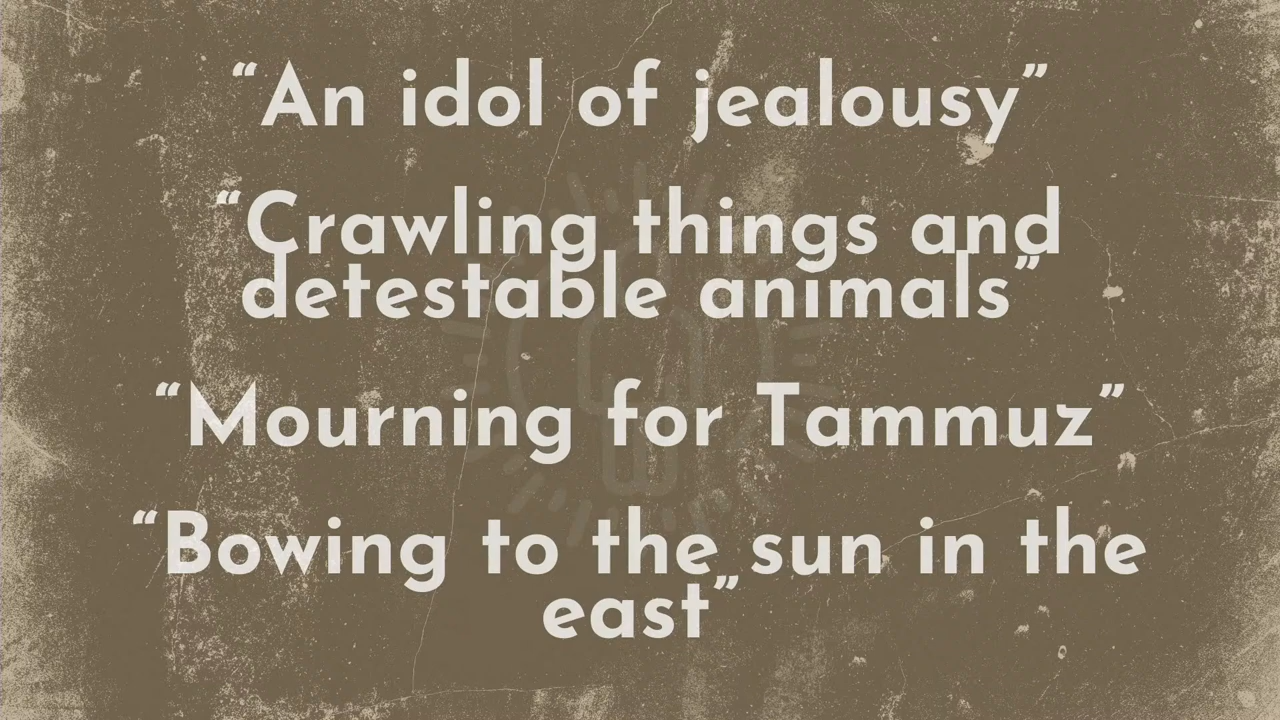 “An idol of jealousy”
“Crawling things and
detestable animals”
“Mourning for Tammuz”
“Bowing to the sun in the
east”